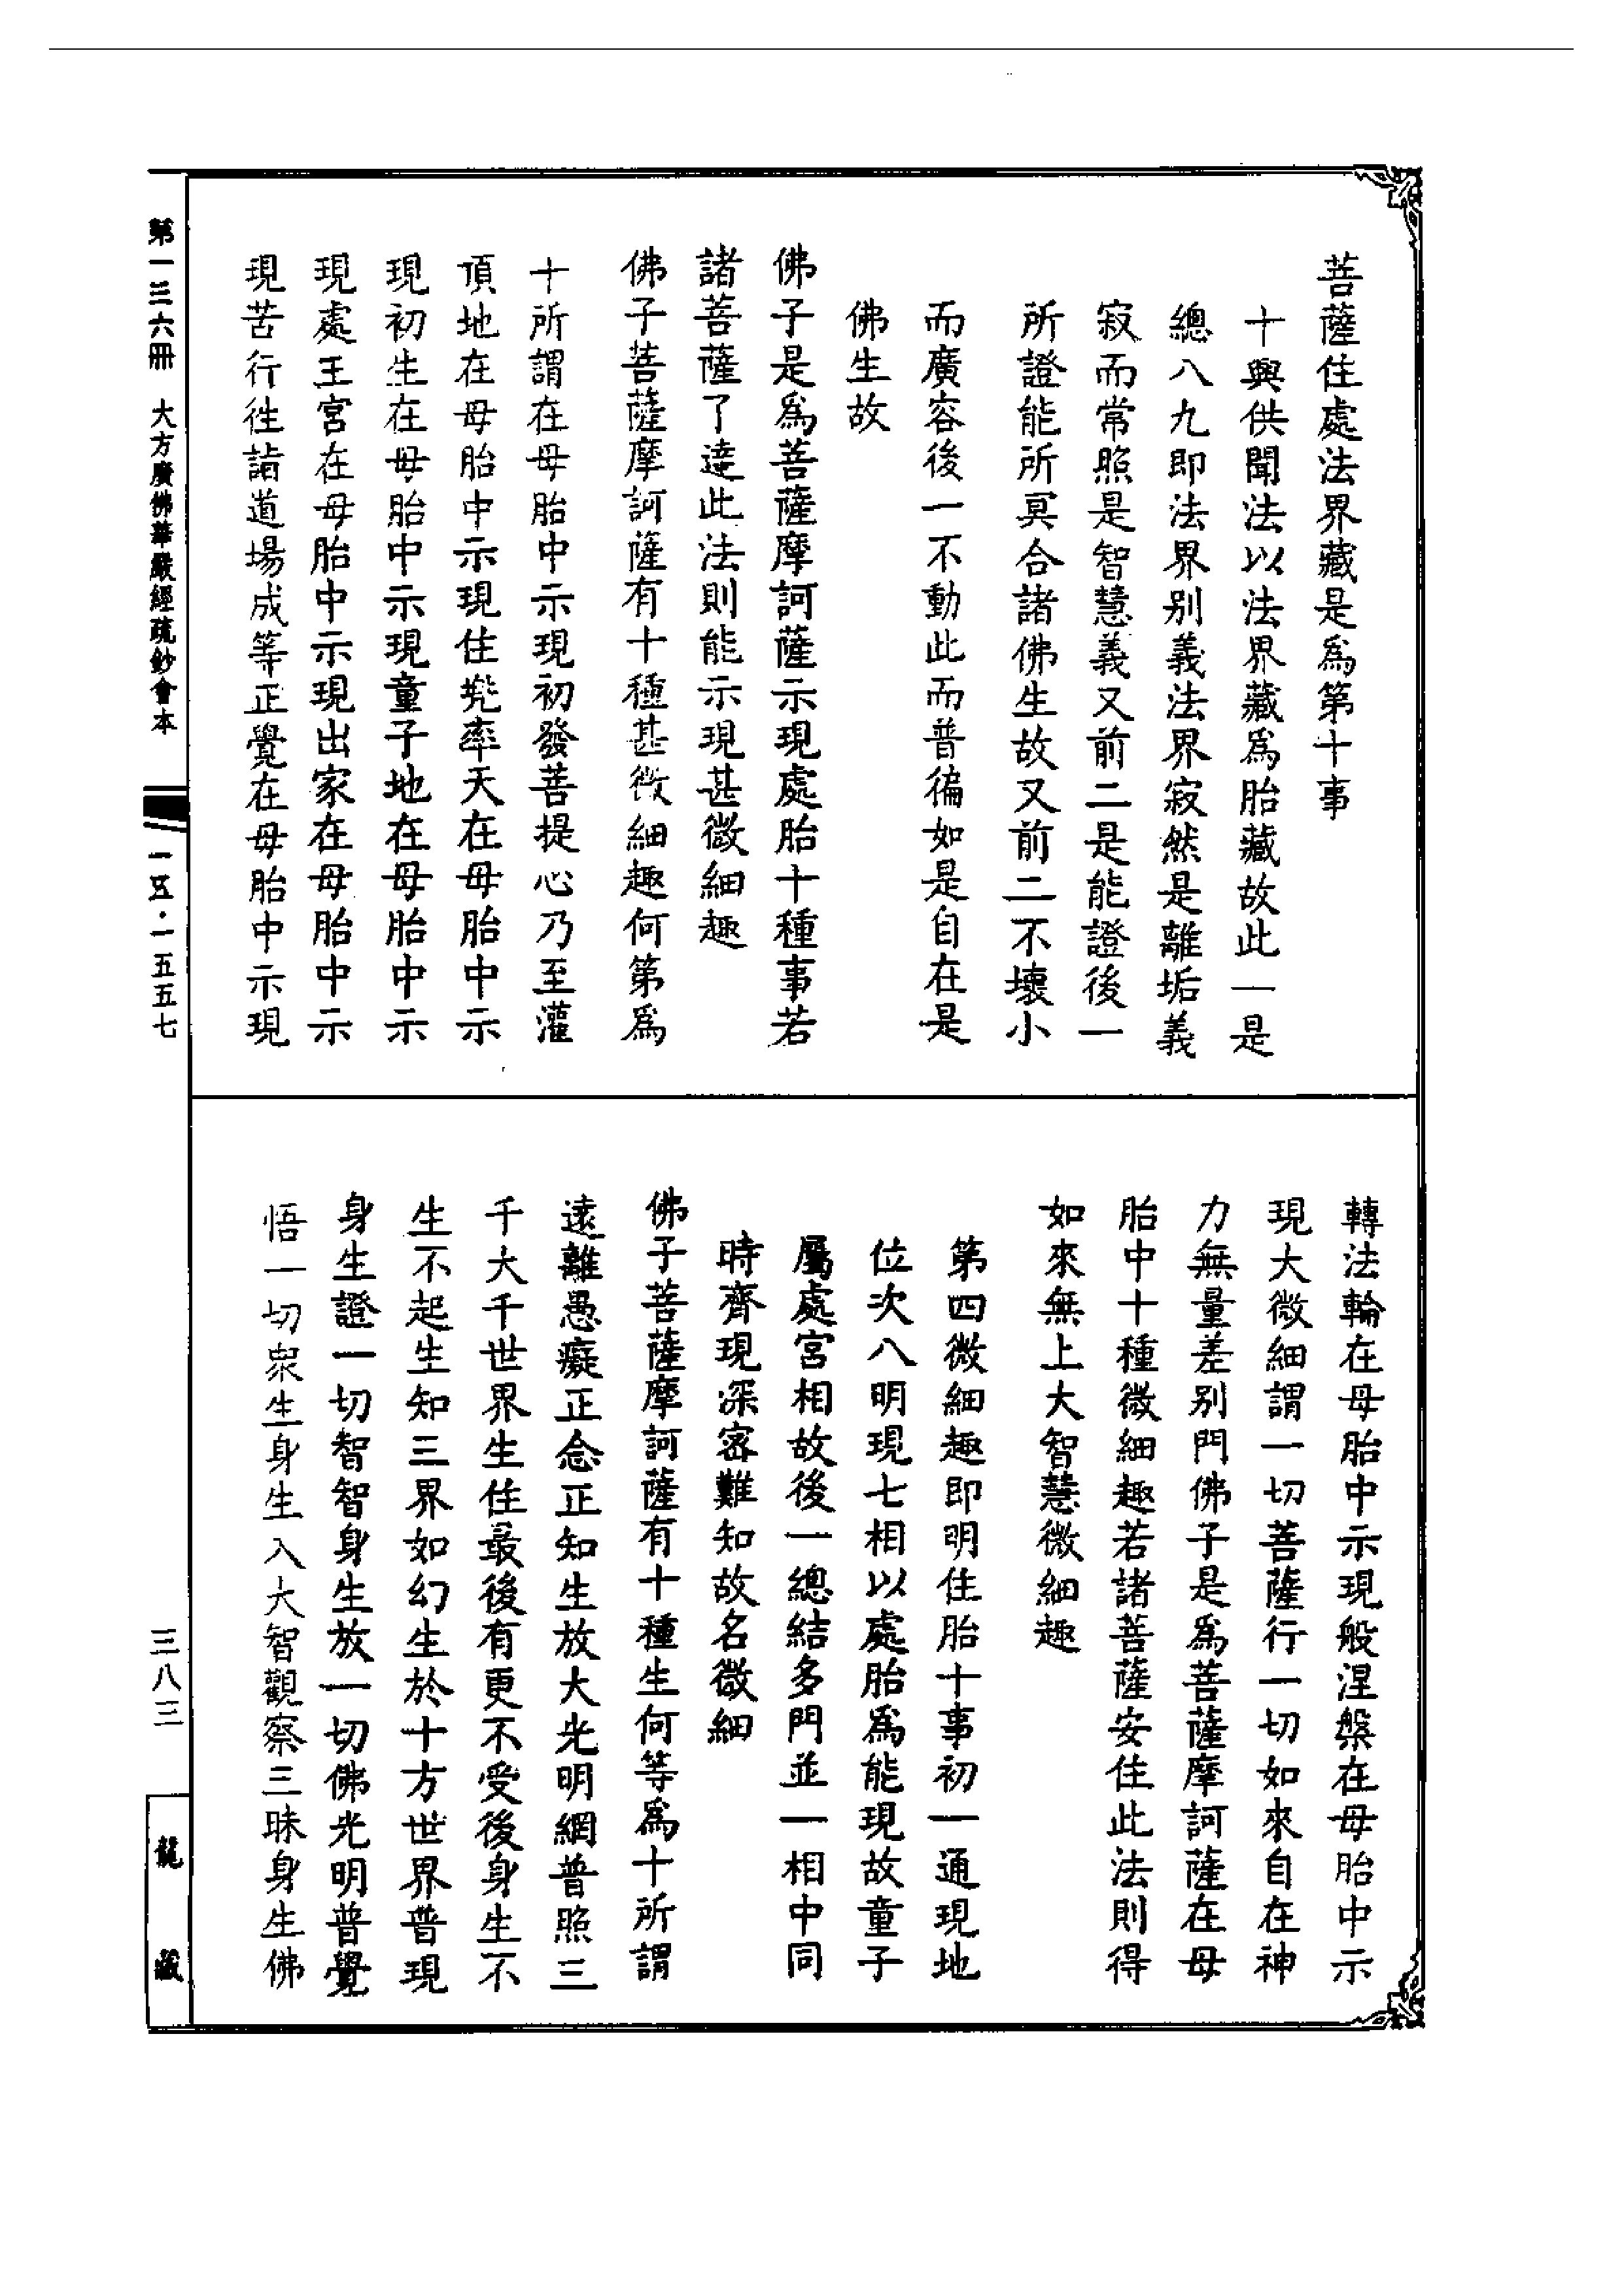 菩薩住處法界藏是爲第十事
十興供聞法以法界藏爲胎藏故此一是
總八九即法界别義法界寂然是離垢義
寂而常照是智慧義又前二是能證後一
所證能所冥合諸佛生故又前二不壞小
而廣容後一不動此而普徧如是自在是
佛生故
佛子是爲菩薩摩訶薩示現處胎十種事若
諸菩薩了達此法則能示現甚微細趣
佛子菩薩摩訶薩有十種甚微細趣何第爲
十所謂在母胎中示現初發菩提心乃至灌
頂地在母胎中示現住兠率天在母胎中示
現初生在母胎中示現童子地在母胎中示
現處王宮在母胎中示現出家在母胎中示
現苦行徃詣道場成等正覺在母胎中示現
轉法輪在母胎中示現般涅槃在母胎中示
現大微細謂一切菩薩行一切如來自在神
力無量差别門佛子是爲菩薩摩訶薩在母
胎中十種微細趣若諸菩薩安住此法則得
如來無上大智慧微細趣
第四微細趣即明住胎十事初一通現地
位次八明現七相以處胎爲能現故童子
屬處宮相故後一總結多門並一相中同
時齊現深密難知故名微細
佛子菩薩摩訶薩有十種生何等爲十所謂
遠離愚癡正念正知生放大光明網普照三
千大千世界生住最後有更不受後身生不
生不起生知三界如幻生於十方世界普現
身生證一切智智身生放一切佛光明普覺
悟一切衆生身生入大智觀察三昧身生佛
第一三六冊 大方廣佛華嚴經疏鈔會本
一五·一五五七
三八三
龍藏